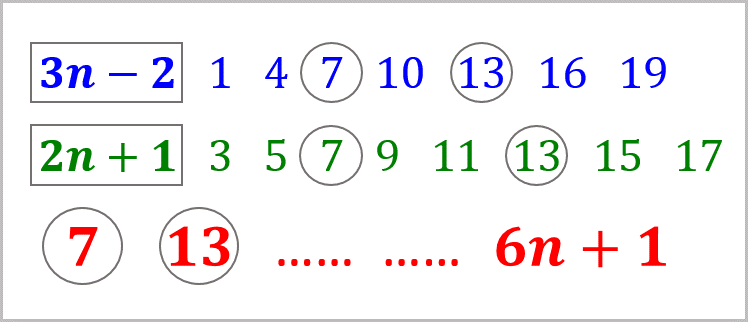 3n − 2 1 4 7 10 13 16 19
2n + 1 3 5 7 9 11 13 15 17
7 13 …… …… 6n + 1